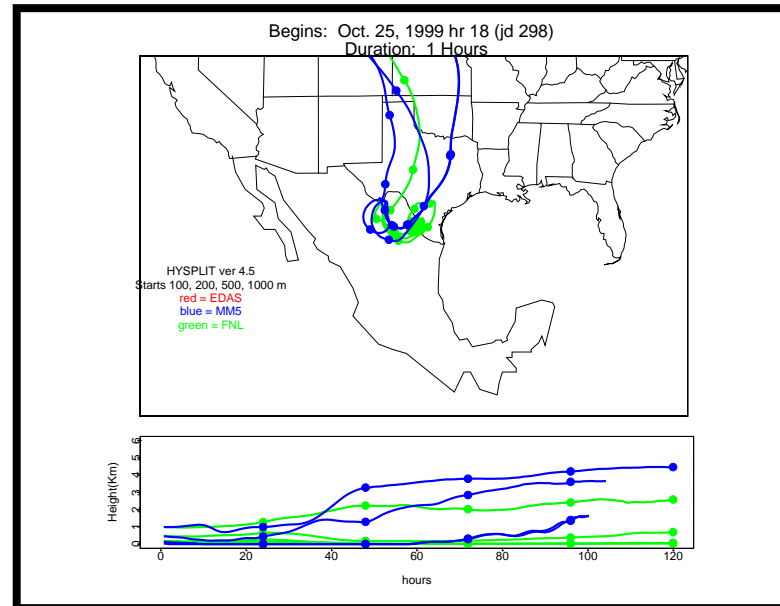 Begins:  Oct. 25, 1999 hr 18 (jd 298)
Duration:  1 Hours
HYSPLIT ver 4.5
Starts 100, 200, 500, 1000 m
red = EDAS
blue = MM5
green = FNL
Height(Km)
6
5
4
3
2
1
0
0 20 40 60 80 100 120
hours